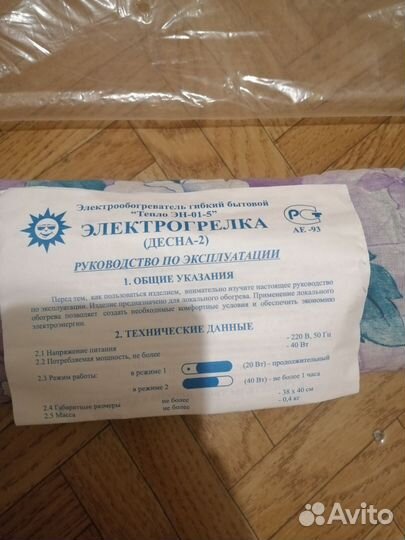 Электрообогреватель гибкий бытовой
"Тепло ЭН-01-5"
ЭЛЕКТРОГРЕЛКА
(ДЕСНА-2)
РСТ
АЕ -93
РУКОВОДСТВО ПО ЭКСПЛУАТАЦИИ
1. ОБЩИЕ УКАЗАНИЯ
Перед тем, как пользоваться изделием, внимательно изучите настоящее руководство
по эксплуатации. Изделие предназначено для локального обогрева. Применение локального
обогрева позволяет создать необходимые комфортные условия и обеспечить экономию
электроэнергии.
2. ТЕХНИЧЕСКИЕ ДАННЫЕ
2.1 Напряжение питания - 220 В, 50 Гц
2.2 Потребляемая мощность, не более - 40 Вт
2.3 Режим работы: в режиме 1 (20 Вт) - продолжительный
в режиме 2 (40 Вт) - не более 1 часа
2.4 Габаритные размеры не более - 38 х 40 см
2.5 Масса не более - 0,4 кг
Avito